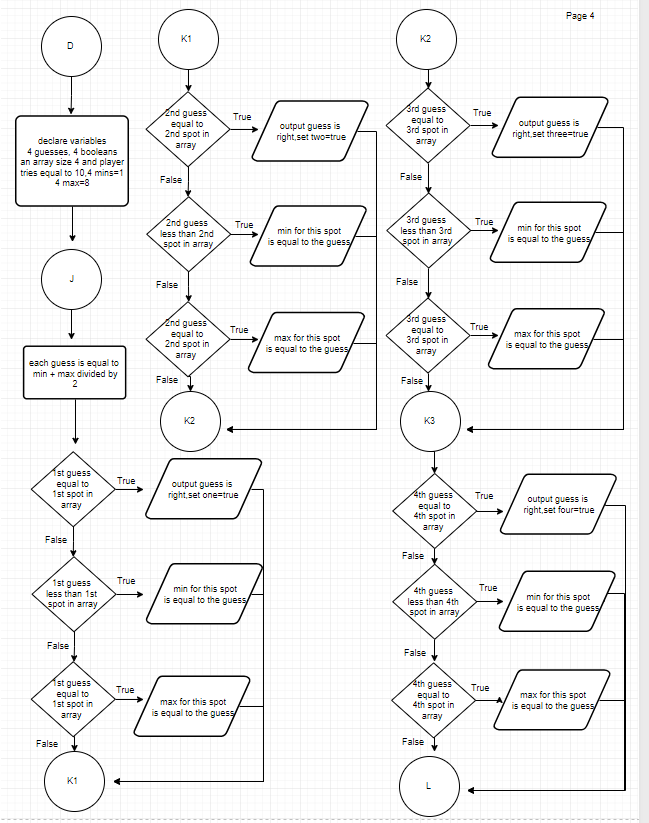 Page 4
D
declare variables
4 guesses, 4 booleans
an array size 4 and player
tries equal to 10,4 mins=1
4 max=8
J
each guess is equal to
min + max divided by
2
1st guess
equal to
1st spot in
array
True
output guess is
right,set one=true
False
1st guess
less than 1st
spot in array
True
min for this spot
is equal to the guess
False
1st guess
equal to
1st spot in
array
True
max for this spot
is equal to the guess
False
K1
K1
2nd guess
equal to
2nd spot in
array
True
output guess is
right,set two=true
False
2nd guess
less than 2nd
spot in array
True
min for this spot
is equal to the guess
False
2nd guess
equal to
2nd spot in
array
True
max for this spot
is equal to the guess
False
K2
K2
3rd guess
equal to
3rd spot in
array
True
output guess is
right,set three=true
False
3rd guess
less than 3rd
spot in array
True
min for this spot
is equal to the guess
False
3rd guess
equal to
3rd spot in
array
True
max for this spot
is equal to the guess
False
K3
4th guess
equal to
4th spot in
array
True
output guess is
right,set four=true
False
4th guess
less than 4th
spot in array
True
min for this spot
is equal to the guess
False
4th guess
equal to
4th spot in
array
True
max for this spot
is equal to the guess
False
L